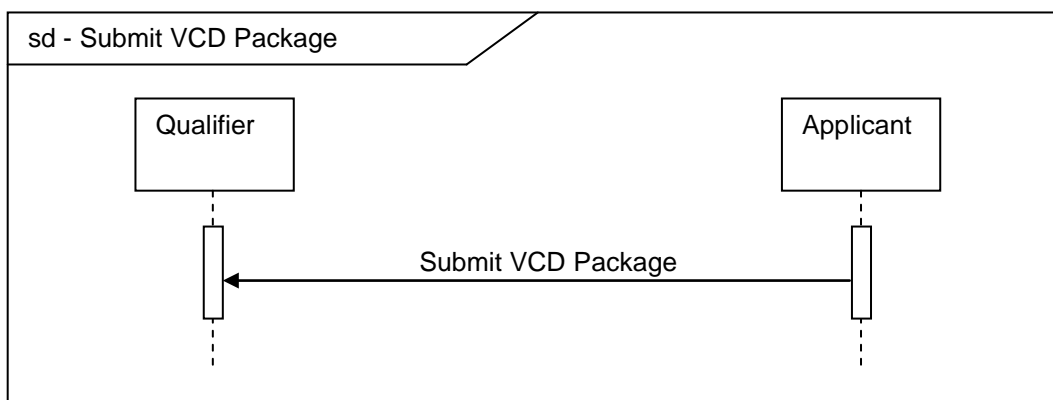 sd - Submit VCD Package
Qualifier
Applicant
Submit VCD Package